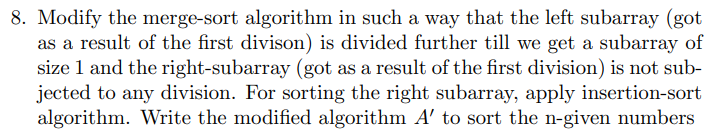 8. Modify the merge-sort algorithm in such a way that the left subarray (got
as a result of the first divison) is divided further till we get a subarray of
size 1 and the right-subarray (got as a result of the first division) is not sub-
jected to any division. For sorting the right subarray, apply insertion-sort
algorithm. Write the modified algorithm A′ to sort the n-given numbers